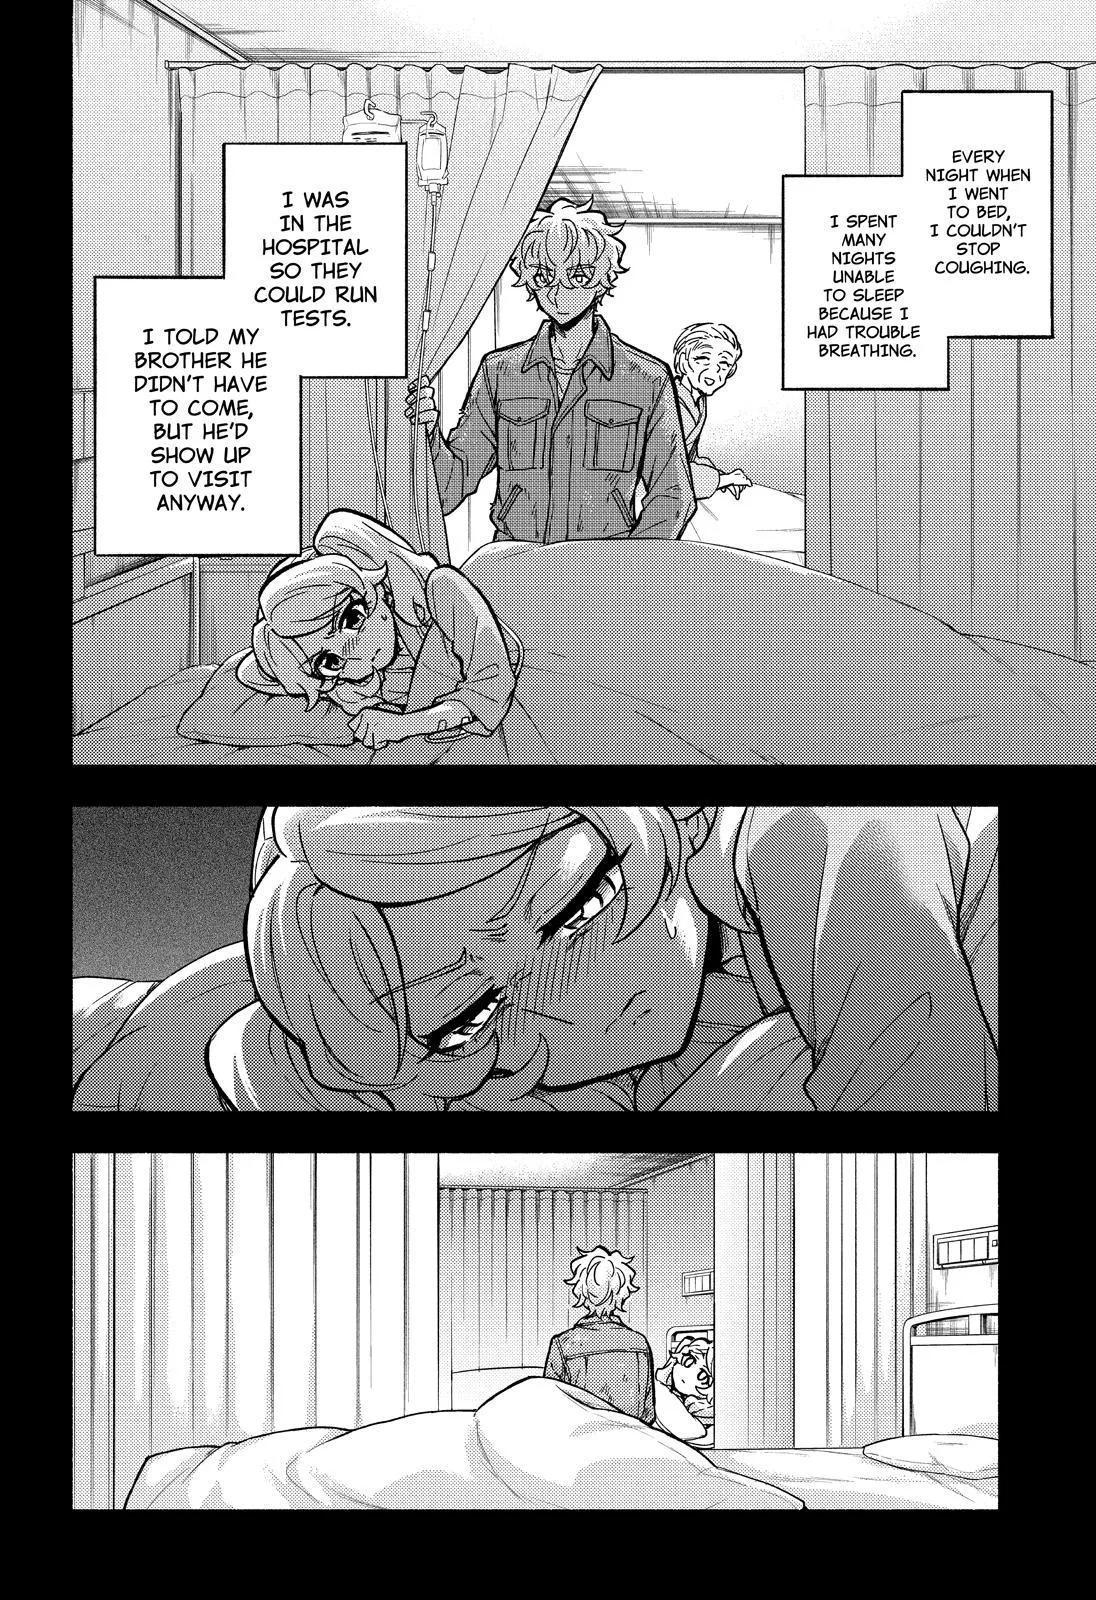 EVERY
NIGHT WHEN
I WENT
TO BED,
I COULDN'T
STOP
COUGHING.
I SPENT
MANY
NIGHTS
UNABLE
TO SLEEP
BECAUSE I
HAD TROUBLE
BREATHING.
I WAS
IN THE
HOSPITAL
SO THEY
COULD RUN
TESTS.
I TOLD MY
BROTHER HE
DIDN'T HAVE
TO COME,
BUT HE'D
SHOW UP
TO VISIT
ANYWAY.